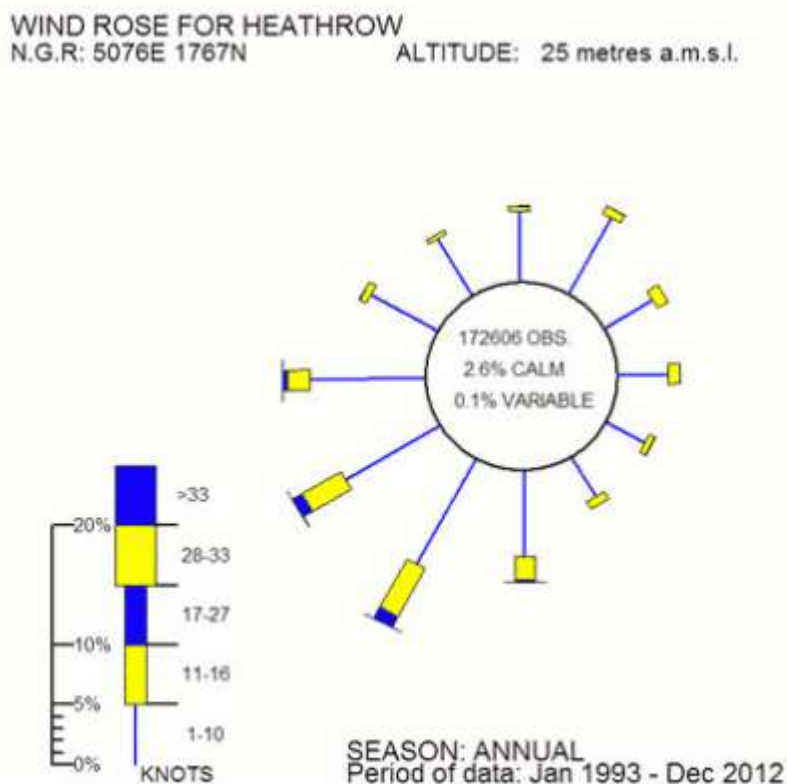 WIND ROSE FOR HEATHROW
N.G.R: 5076E 1767N ALTITUDE: 25 metres a.m.s.l.
172606 OBS.
2.6% CALM
0.1% VARIABLE
>33
20%
28-33
17-27
10%
11-16
5%
1-10
0%
KNOTS
SEASON: ANNUAL
Period of data: Jan 1993 - Dec 2012